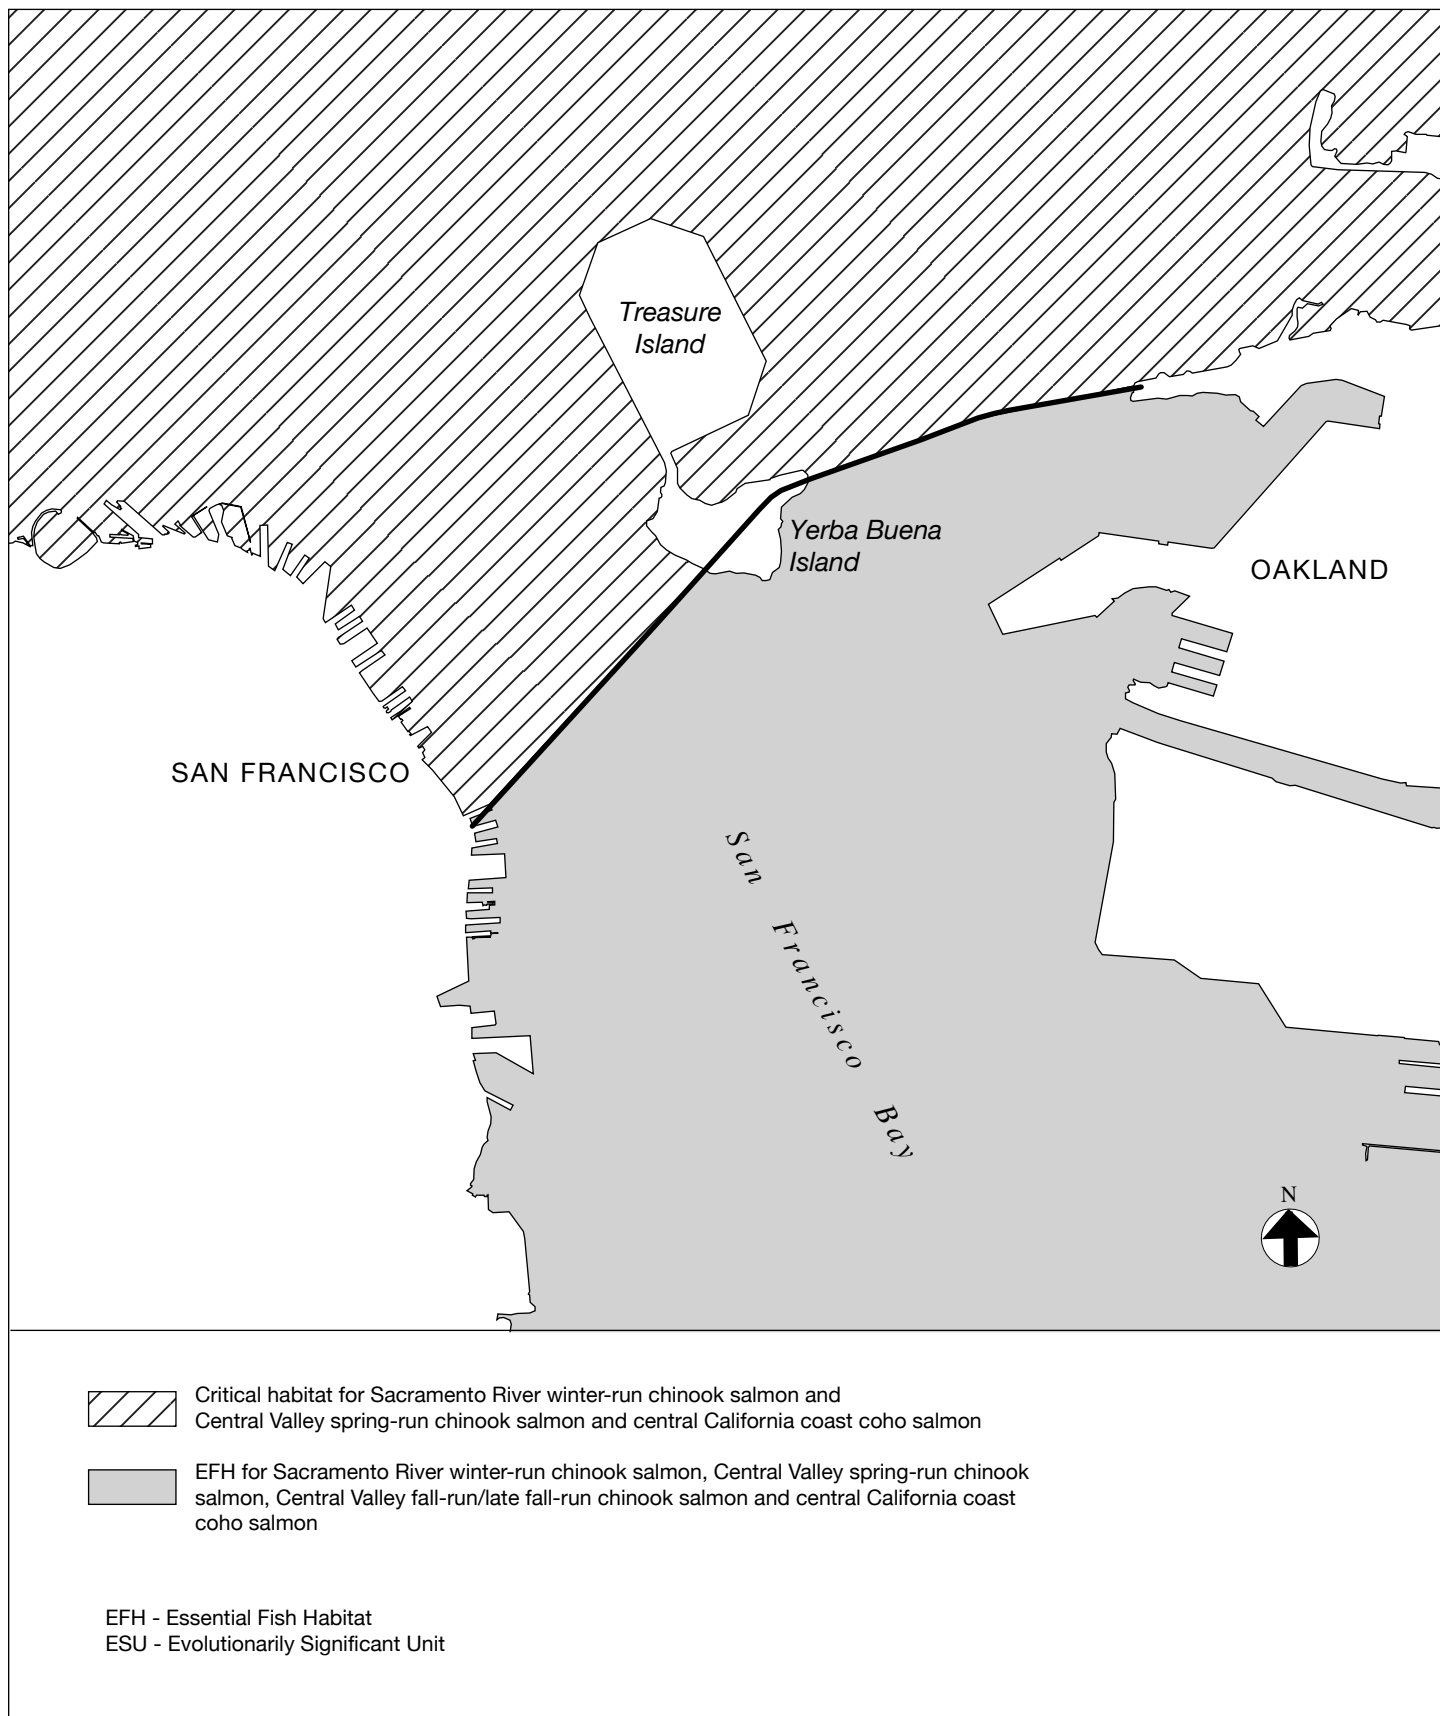 Treasure
Island
Yerba Buena
Island
OAKLAND
SAN FRANCISCO
San Francisco Bay
N
Critical habitat for Sacramento River winter-run chinook salmon and
Central Valley spring-run chinook salmon and central California coast coho salmon
EFH for Sacramento River winter-run chinook salmon, Central Valley spring-run chinook
salmon, Central Valley fall-run/late fall-run chinook salmon and central California coast
coho salmon
EFH - Essential Fish Habitat
ESU - Evolutionarily Significant Unit